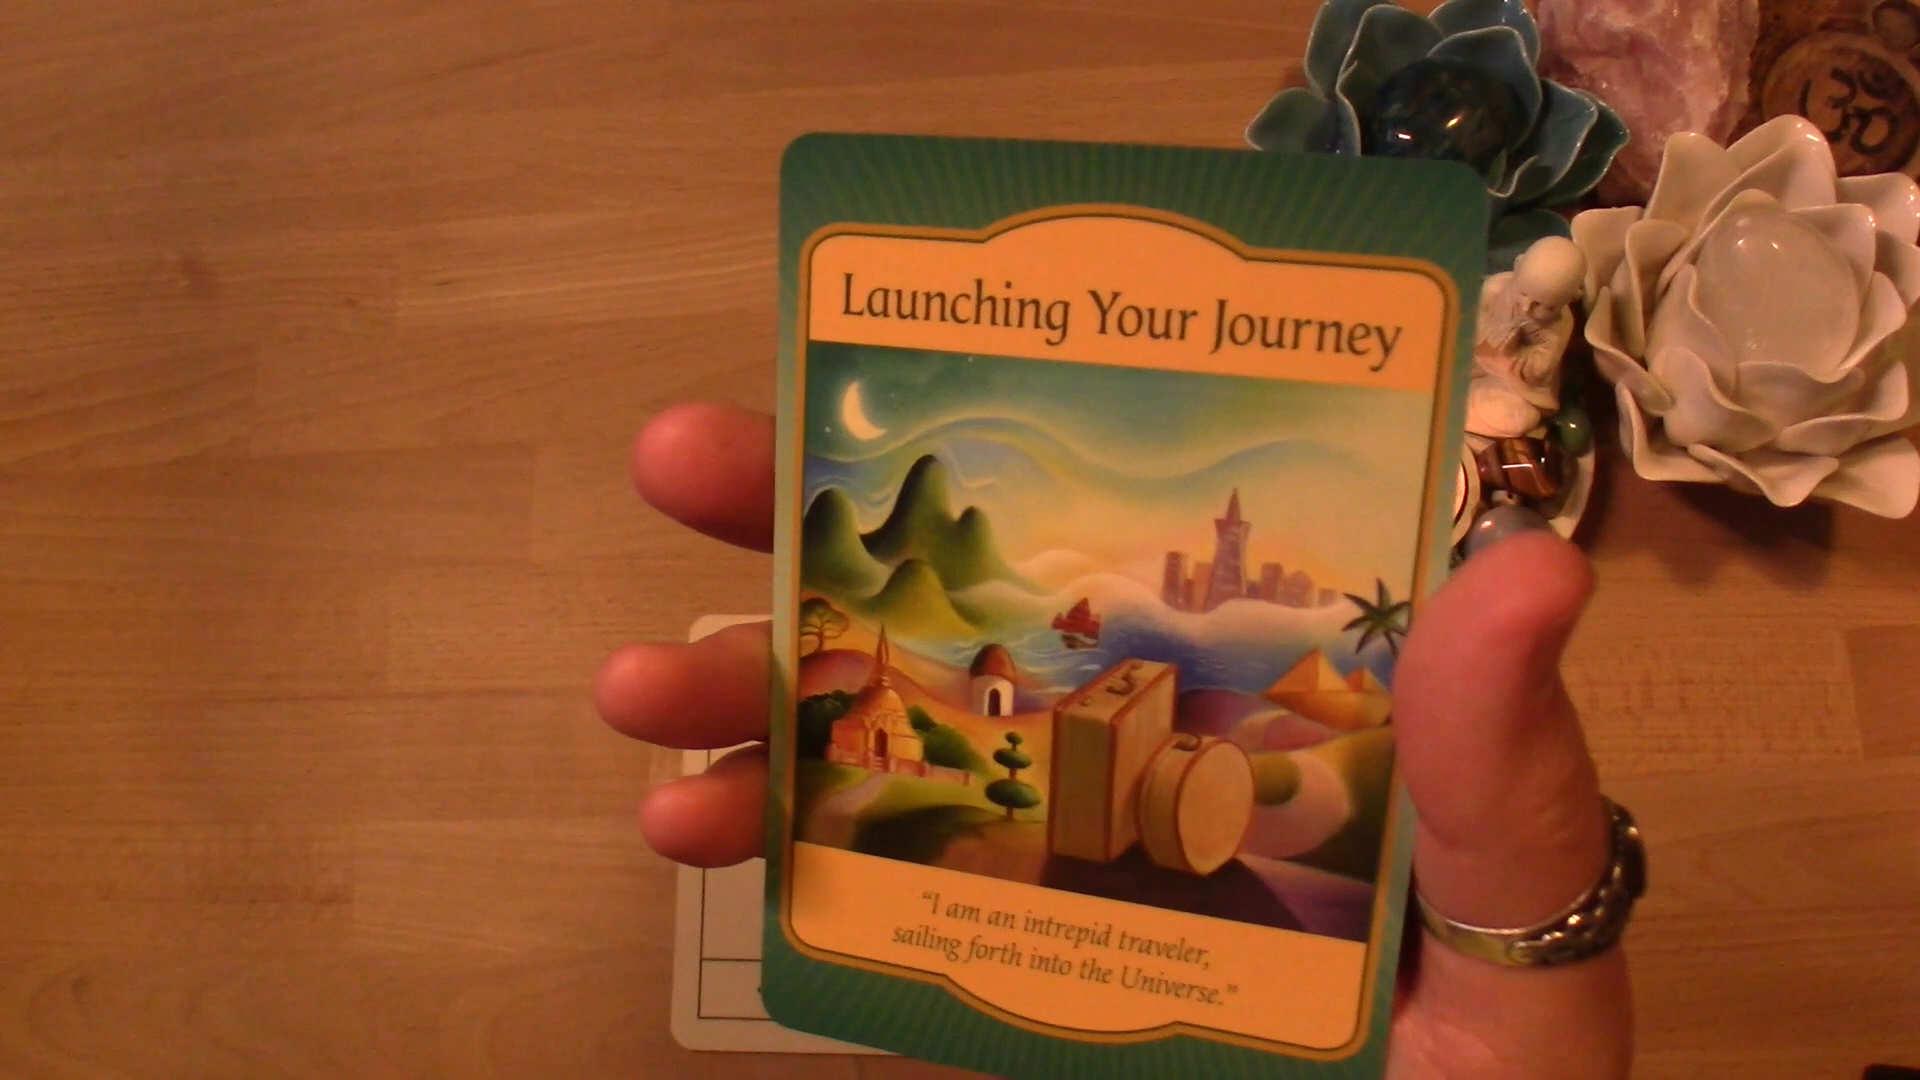 Launching Your Journey
“I am an intrepid traveler,
sailing forth into the Universe.”
ॐ